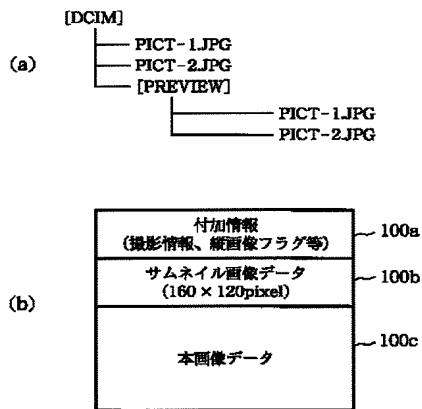 [DCIM]
PICT-1.JPG
(a)
PICT-2.JPG
[PREVIEW]
PICT-1.JPG
PICT-2.JPG
付加情報
(撮影情報、縦画像フラグ等)
100a
サムネイル画像データ
(160 × 120pixel)
100b
(b)
本画像データ
100c